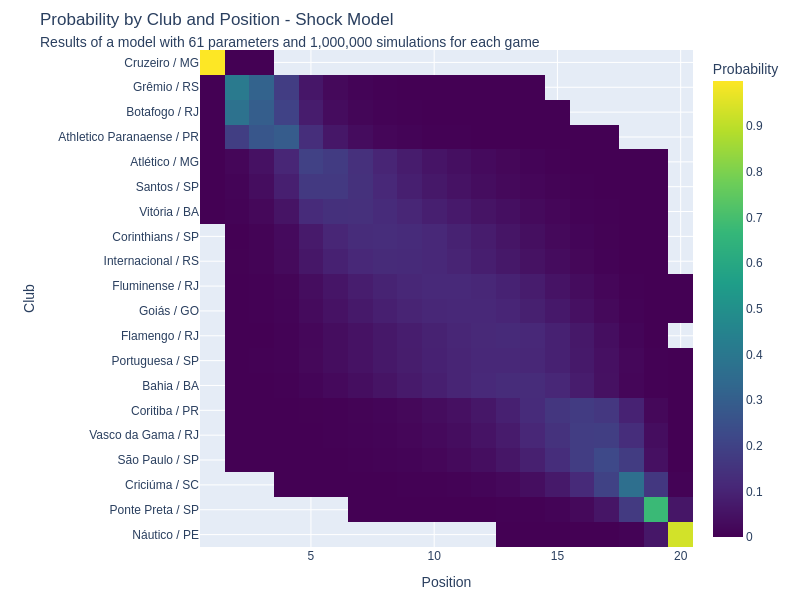 Probability by Club and Position - Shock Model
Results of a model with 61 parameters and 1,000,000 simulations for each game
Probability
Club
Cruzeiro / MG
Grêmio / RS
Botafogo / RJ
Athletico Paranaense / PR
Atlético / MG
Santos / SP
Vitória / BA
Corinthians / SP
Internacional / RS
Fluminense / RJ
Goiás / GO
Flamengo / RJ
Portuguesa / SP
Bahia / BA
Coritiba / PR
Vasco da Gama / RJ
São Paulo / SP
Criciúma / SC
Ponte Preta / SP
Náutico / PE
0.9
0.8
0.7
0.6
0.5
0.4
0.3
0.2
0.1
0
5 10 15 20
Position